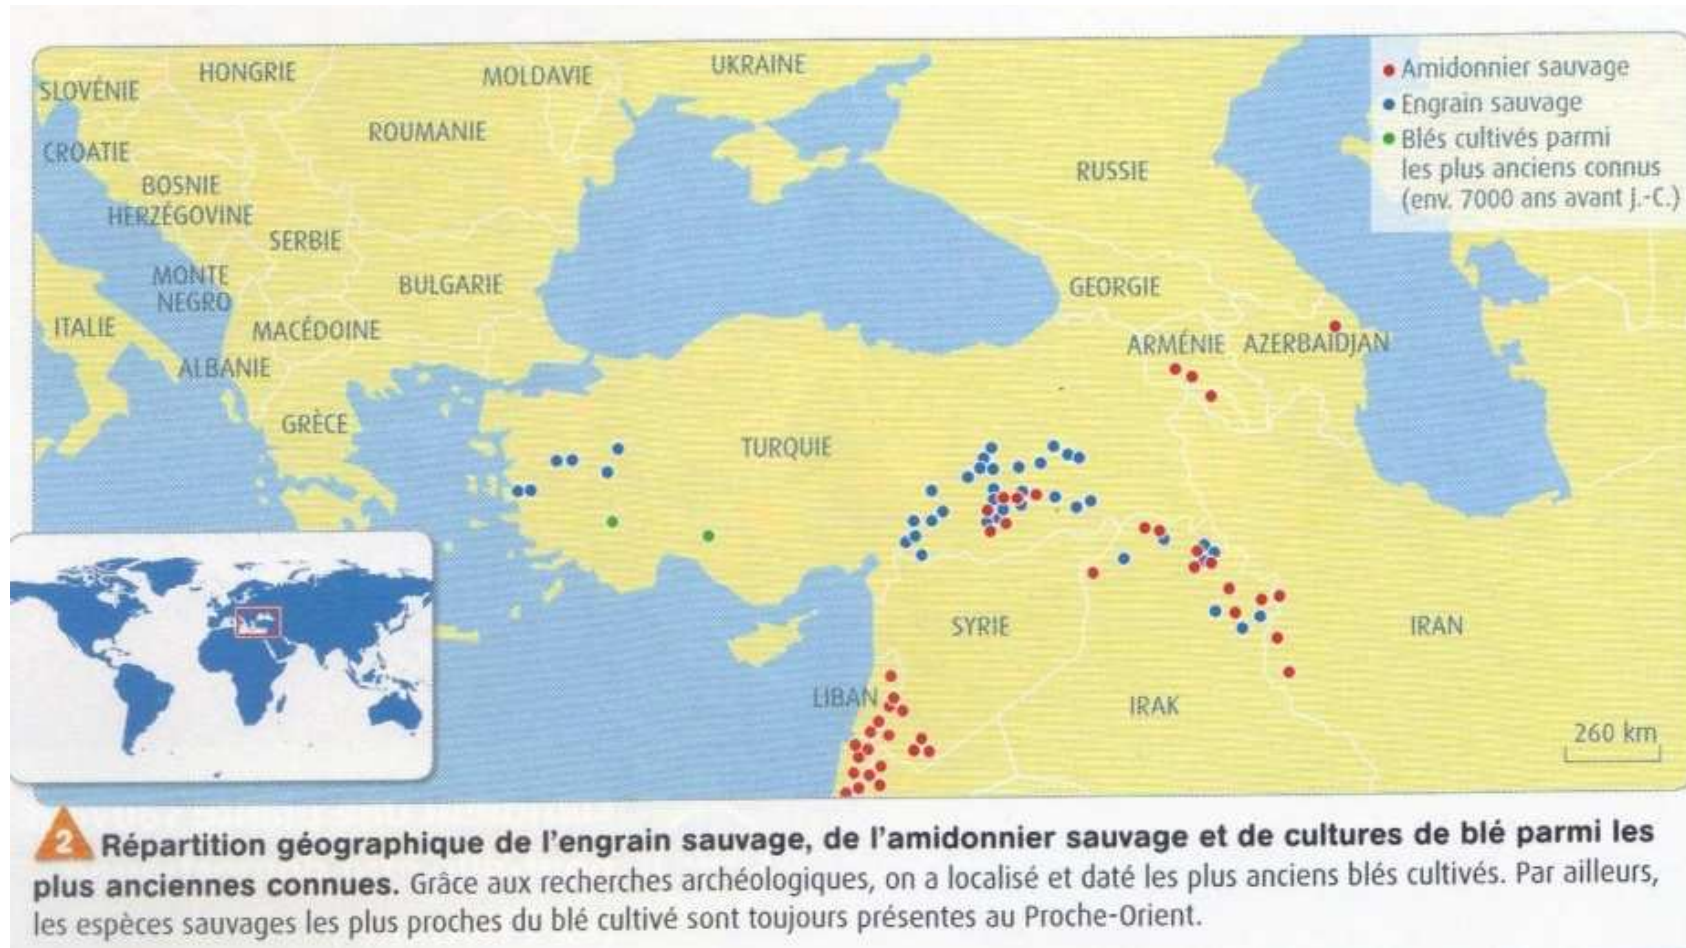 SLOVÉNIE
HONGRIE
MOLDAVIE
UKRAINE
CROATIE
ROUMANIE
RUSSIE
BOSNIE
HERZÉGOVINE
SERBIE
MONTE
NEGRO
BULGARIE
GEORGIE
ITALIE
MACÉDOINE
ARMÉNIE
AZERBAÏDJAN
ALBANIE
GRÈCE
TURQUIE
SYRIE
IRAN
LIBAN
IRAK
Amidonnier sauvage
Engrain sauvage
Blés cultivés parmi
les plus anciens connus
(env. 7000 ans avant J.-C.)
260 km
2 Répartition géographique de l'engrain sauvage, de l'amidonnier sauvage et de cultures de blé parmi les
plus anciennes connues. Grâce aux recherches archéologiques, on a localisé et daté les plus anciens blés cultivés. Par ailleurs,
les espèces sauvages les plus proches du blé cultivé sont toujours présentes au Proche-Orient.